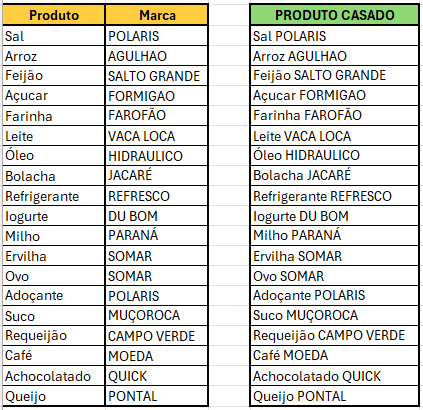 Produto Marca PRODUTO CASADO
Sal POLARIS Sal POLARIS
Arroz AGULHAO Arroz AGULHAO
Feijão SALTO GRANDE Feijão SALTO GRANDE
Açucar FORMIGAO Açucar FORMIGAO
Farinha FAROFÃO Farinha FAROFÃO
Leite VACA LOCA Leite VACA LOCA
Óleo HIDRAULICO Óleo HIDRAULICO
Bolacha JACARÉ Bolacha JACARÉ
Refrigerante REFRESCO Refrigerante REFRESCO
Iogurte DU BOM Iogurte DU BOM
Milho PARANÁ Milho PARANÁ
Ervilha SOMAR Ervilha SOMAR
Ovo SOMAR Ovo SOMAR
Adoçante POLARIS Adoçante POLARIS
Suco MUÇOROCA Suco MUÇOROCA
Requeijão CAMPO VERDE Requeijão CAMPO VERDE
Café MOEDA Café MOEDA
Achocolatado QUICK Achocolatado QUICK
Queijo PONTAL Queijo PONTAL